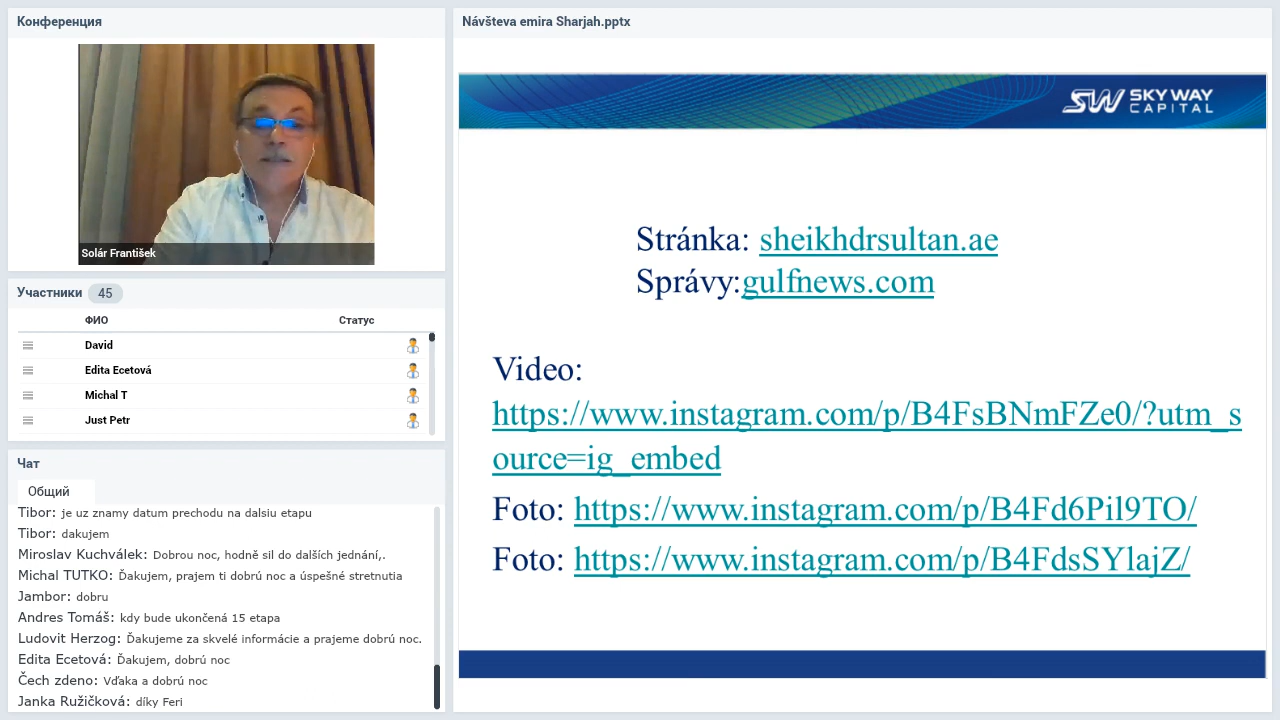 Конференция
Solár František
Участники 45
ФИО Статус
David
Edita Ecetová
Michal T
Just Petr
Чат
Общий
Tibor: je uz znamy datum prechodu na dalsiu etapu
Tibor: dakujem
Miroslav Kuchválek: Dobrou noc, hodně sil do dalších jednání,.
Michal TUTKO: Ďakujem, prajem ti dobrú noc a úspešné stretnutia
Jambor: dobru
Andres Tomáš: kdy bude ukončená 15 etapa
Ludovit Herzog: Ďakujeme za skvelé informácie a prajeme dobrú noc.
Edita Ecetová: Ďakujem, dobrú noc
Čech zdeno: Vďaka a dobrú noc
Janka Ružičková: díky Feri
Návšteva emira Sharjah.pptx
SW SKY WAY
CAPITAL
Stránka: sheikhdrsultan.ae
Správy:gulfnews.com
Video:
https://www.instagram.com/p/B4FsBNmFZe0/?utm_s
ource=ig_embed
Foto: https://www.instagram.com/p/B4Fd6Pil9TO/
Foto: https://www.instagram.com/p/B4FdsSYlajZ/